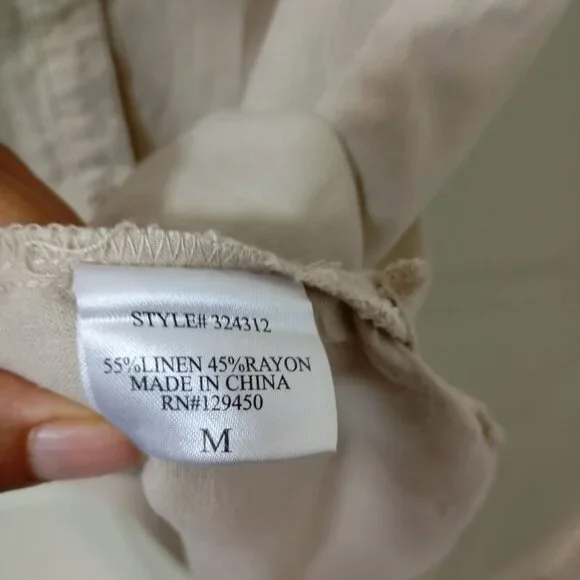 STYLE# 324312
55%LINEN 45%RAYON
MADE IN CHINA
RN#129450
M